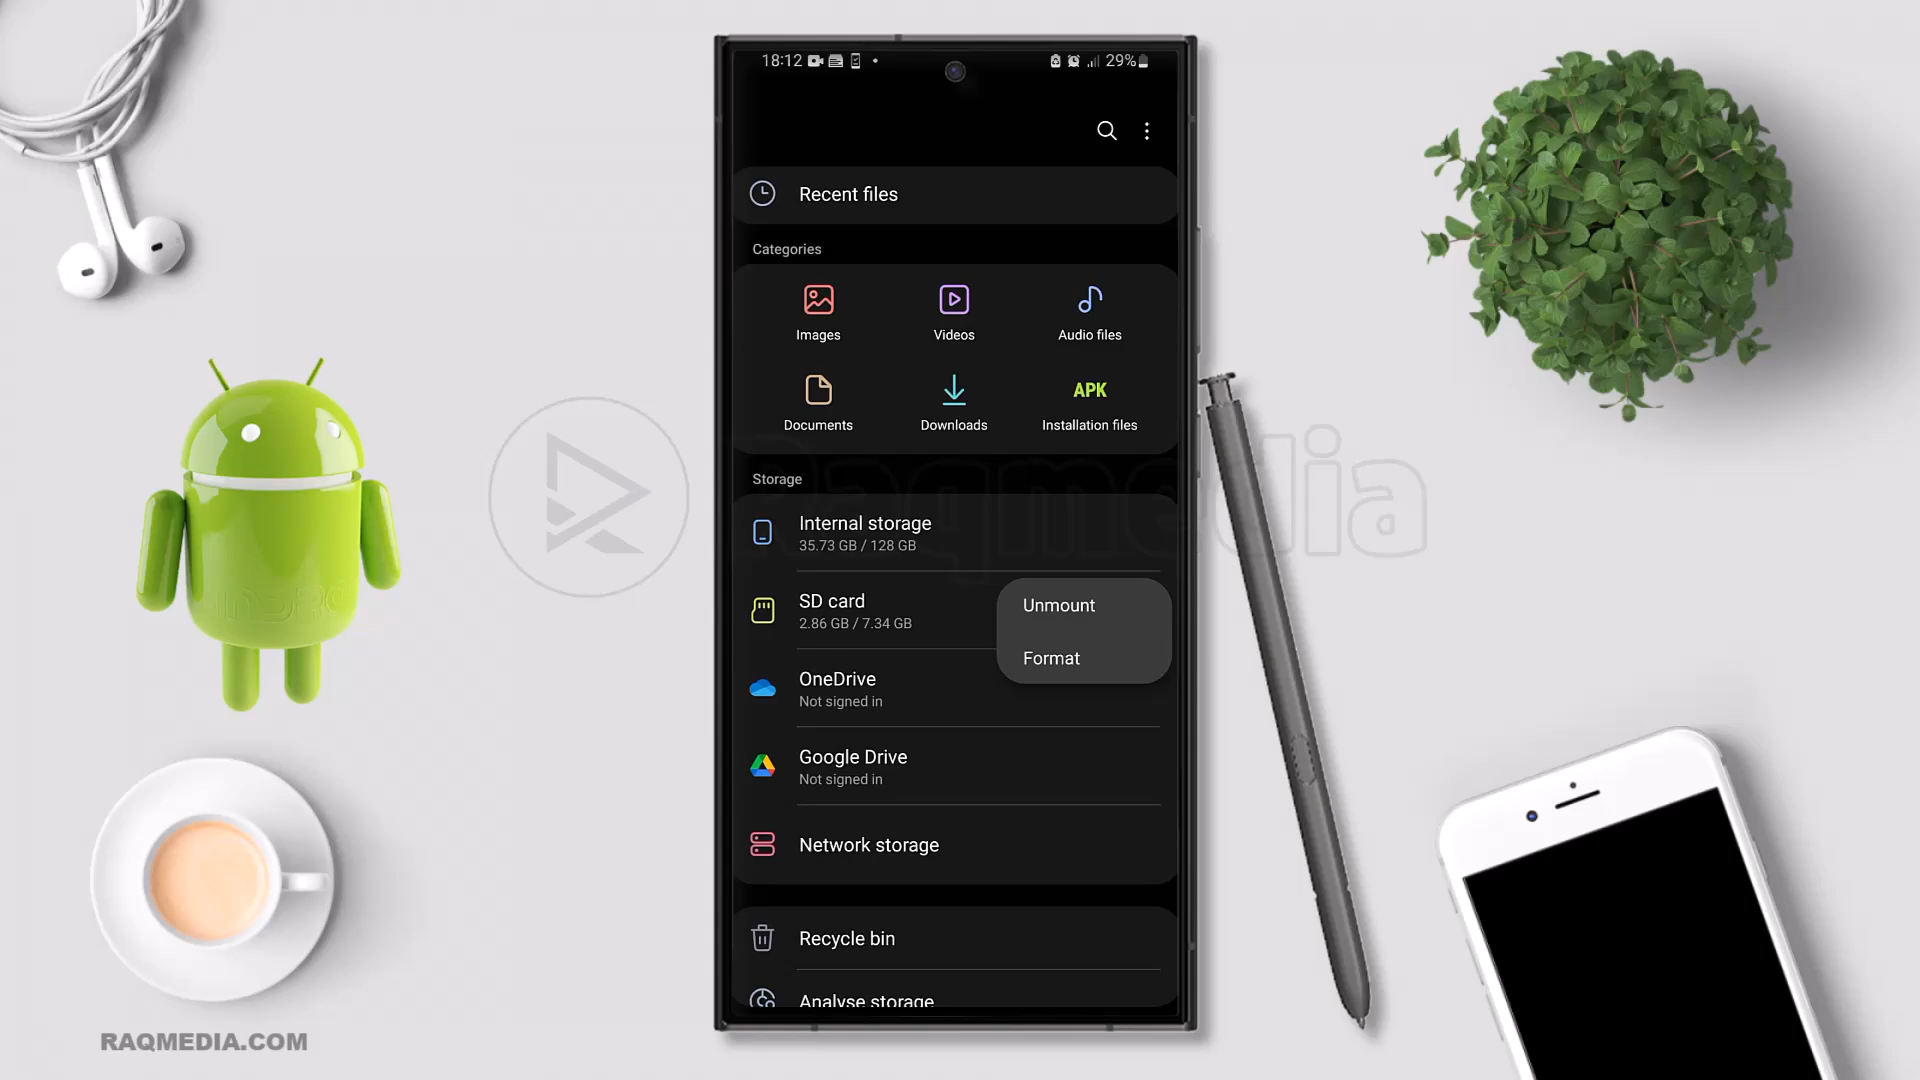 18:12
29%
Recent files
Categories
Images
Videos
Audio files
Documents
Downloads
APK
Installation files
Storage
Internal storage
35.73 GB / 128 GB
SD card
2.86 GB / 7.34 GB
Unmount
Format
OneDrive
Not signed in
Google Drive
Not signed in
Network storage
Recycle bin
Analyse storage
Raqmedia
RAQMEDIA.COM